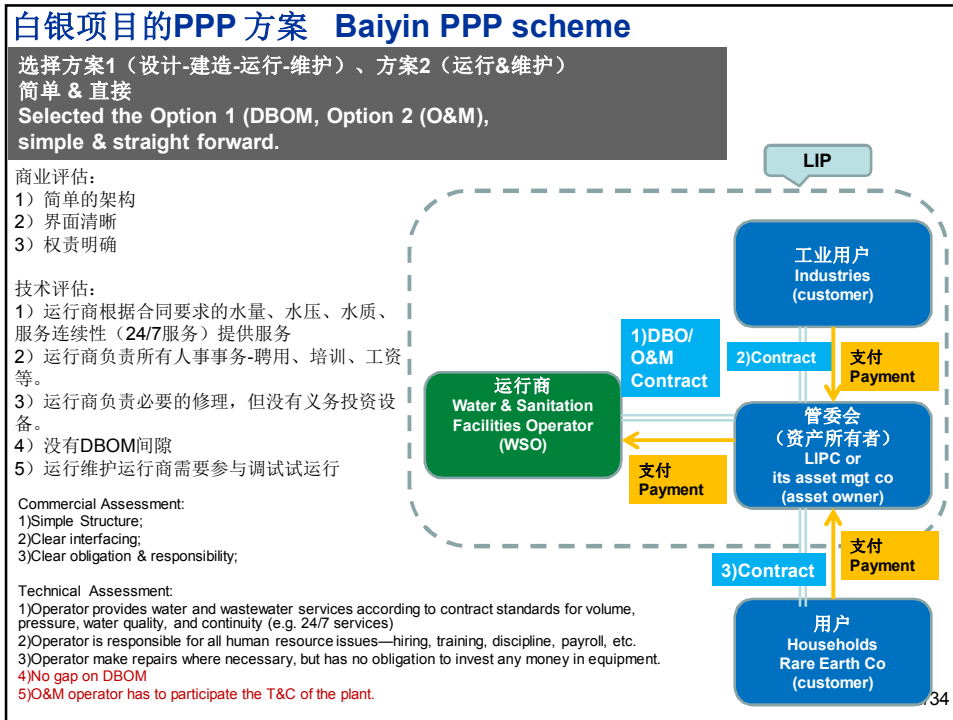 白银项目的PPP 方案 Baiyin PPP scheme
选择方案1（设计-建造-运行-维护）、方案2（运行&维护）
简单 & 直接
Selected the Option 1 (DBOM, Option 2 (O&M),
simple & straight forward.
商业评估：
1）简单的架构
2）界面清晰
3）权责明确
技术评估：
1）运行商根据合同要求的水量、水压、水质、
服务连续性（24/7服务）提供服务
2）运行商负责所有人事事务-聘用、培训、工资
等。
3）运行商负责必要的修理，但没有义务投资设
备。
4）没有DBOM间隙
5）运行维护运行商需要参与调试试运行
Commercial Assessment:
1)Simple Structure;
2)Clear interfacing;
3)Clear obligation & responsibility;
Technical Assessment:
1)Operator provides water and wastewater services according to contract standards for volume,
pressure, water quality, and continuity (e.g. 24/7 services)
2)Operator is responsible for all human resource issues—hiring, training, discipline, payroll, etc.
3)Operator make repairs where necessary, but has no obligation to invest any money in equipment.
4)No gap on DBOM
5)O&M operator has to participate the T&C of the plant.
LIP
工业用户
Industries
(customer)
1)DBO/
O&M
Contract
2)Contract
支付
Payment
运行商
Water & Sanitation
Facilities Operator
(WSO)
管委会
（资产所有者）
LIPC or
its asset mgt co
(asset owner)
支付
Payment
3)Contract
支付
Payment
用户
Households
Rare Earth Co
(customer)
/34